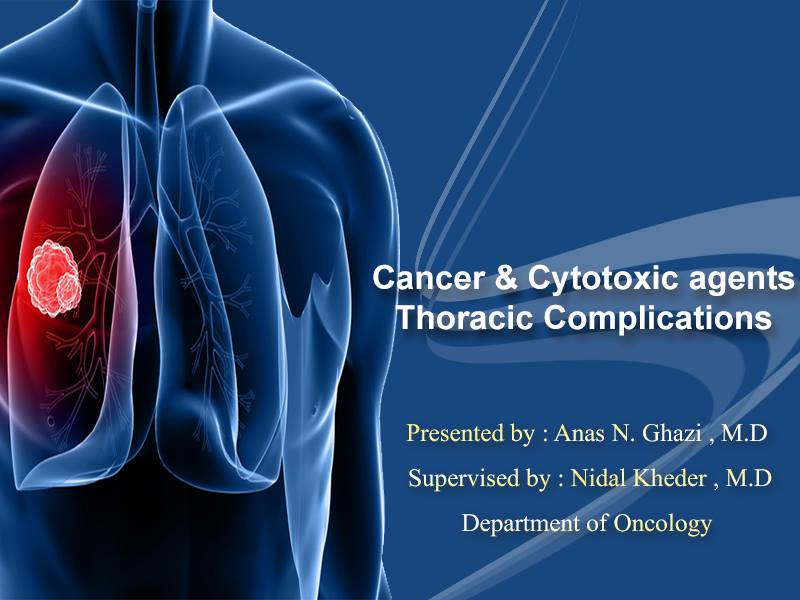 Cancer & Cytotoxic agents
Thoracic Complications
Presented by : Anas N. Ghazi , M.D
Supervised by : Nidal Kheder , M.D
Department of Oncology